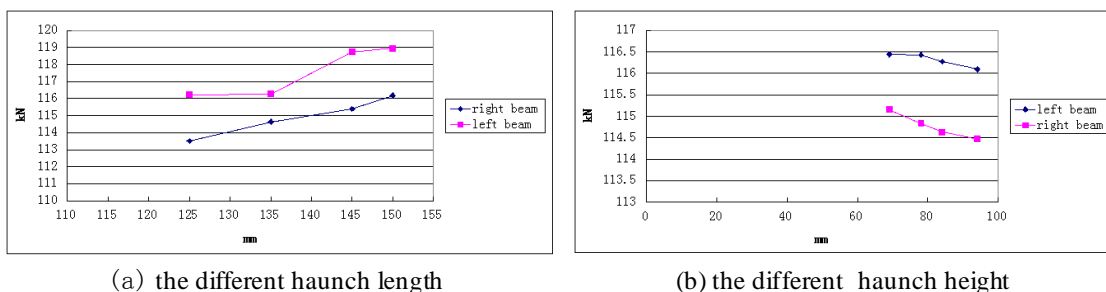 120
119
118
117
116
115
114
113
112
111
110
kN
110 115 120 125 130 135 140 145 150 155
mm
right beam
left beam
(a) the different haunch length
117
116.5
116
115.5
115
114.5
114
113.5
113
kN
0 20 40 60 80 100
mm
left beam
right beam
(b) the different haunch height